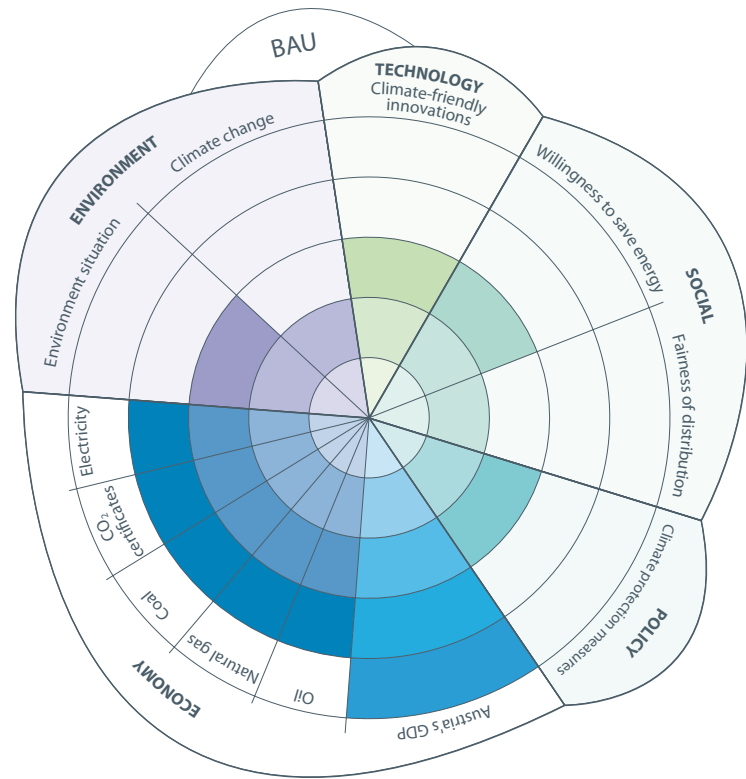 BAU
TECHNOLOGY
Climate-friendly
innovations
Willingness to save energy
SOCIAL
Fairness of distribution
Climate protection measures
POLICY
Austria's GDP
Oil
Natural gas
Coal
CO₂
certificates
Electricity
ECONOMY
Environment situation
ENVIRONMENT
Climate change